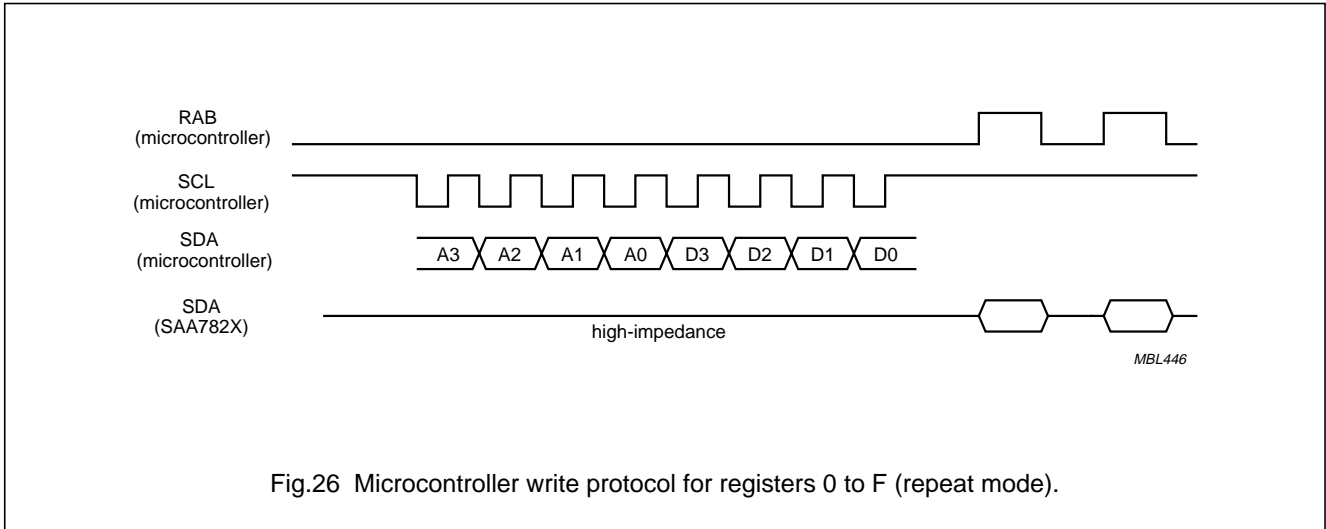 RAB
(microcontroller)
SCL
(microcontroller)
SDA
(microcontroller)
A3 A2 A1 A0 D3 D2 D1 D0
SDA
(SAA782X)
high-impedance
MBL446
Fig.26 Microcontroller write protocol for registers 0 to F (repeat mode).